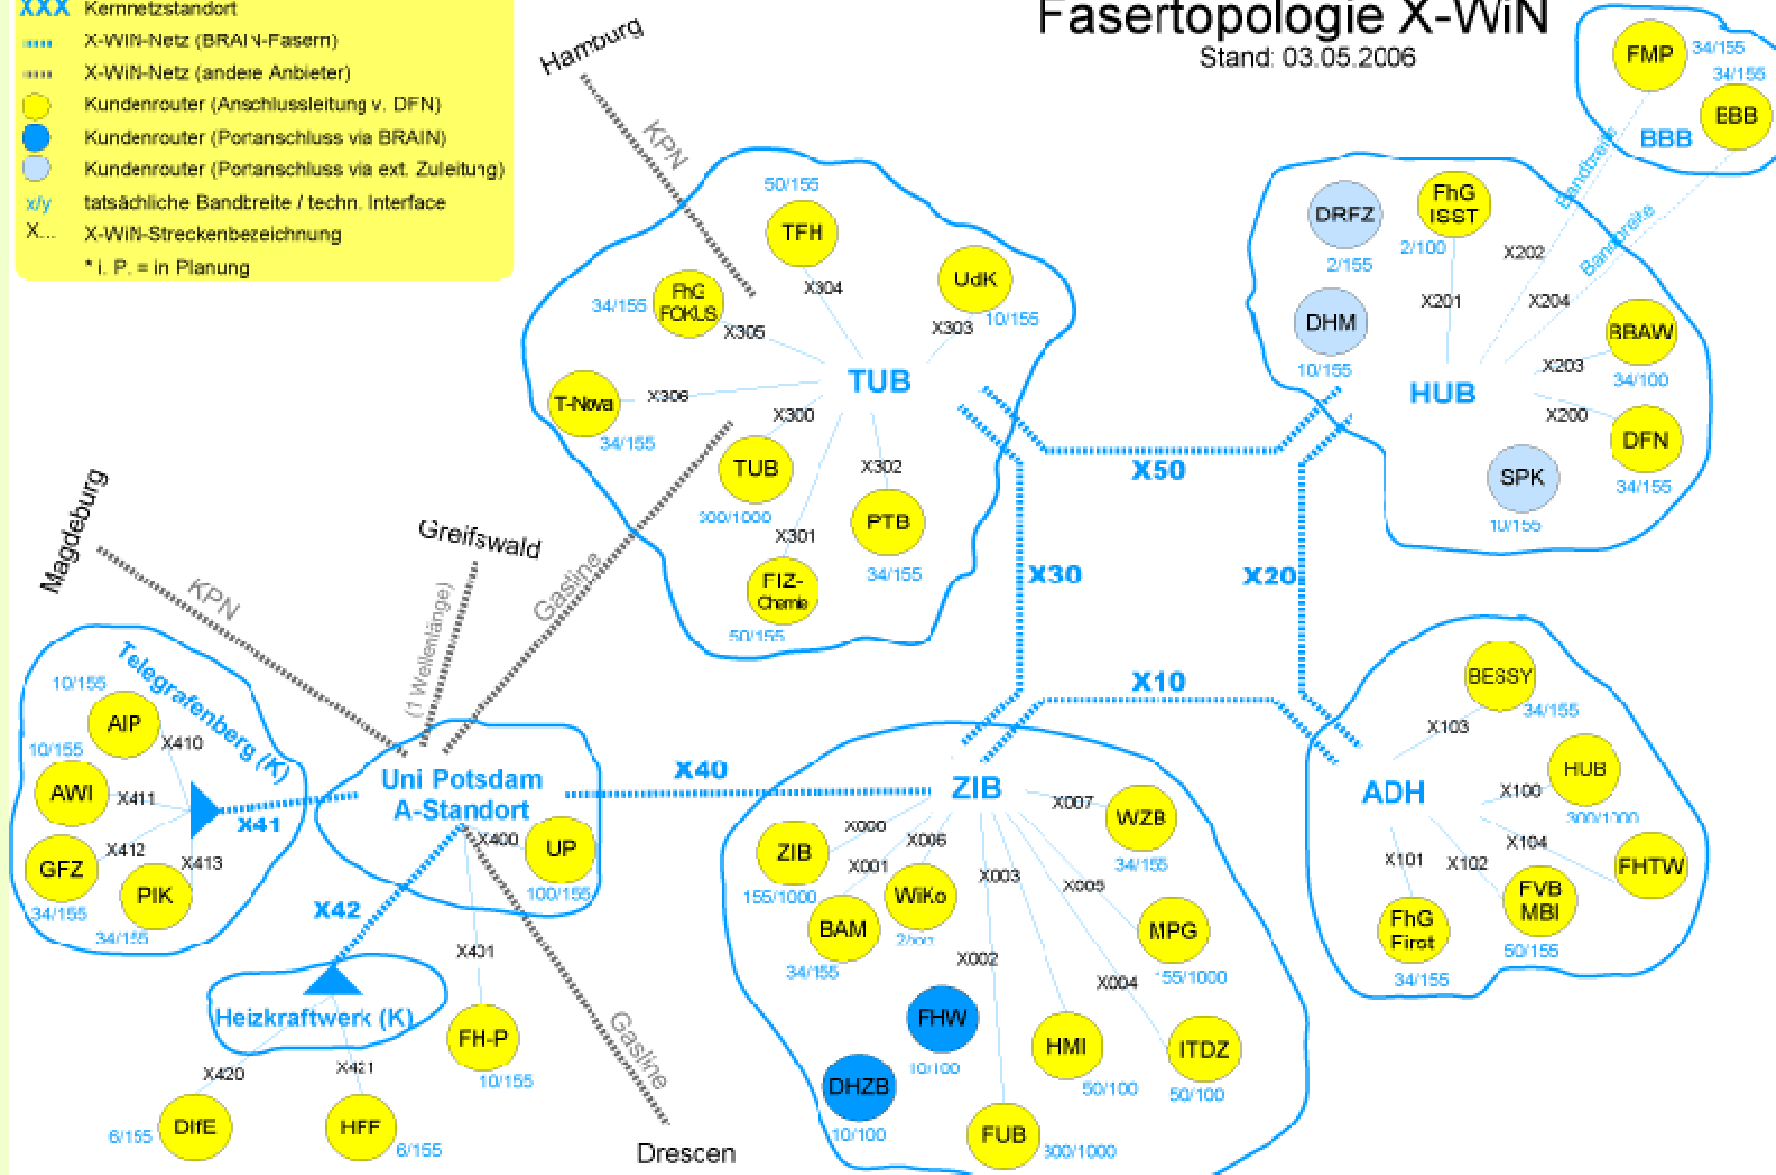 XXX Kernnetzstandort
X-WiN-Netz (BRAIN-Fasern)
X-WiN-Netz (andere Anbieter)
Kundenrouter (Anschlussleitung v. DFN)
Kundenrouter (Portanschluss via BRAIN)
Kundenrouter (Portanschluss via ext. Zuleitung)
x/y tatsächliche Bandbreite / techn. Interface
X... X-WiN-Streckenbezeichnung
* i. P. = in Planung
Fasertopologie X-WiN
Stand: 03.05.2006
Hamburg
KPN
FMP
34/155
34/155
EBB
BBB
Bandbreite
Bandbreite
50/155
TFH
X304
UdK
10/155
X303
FhG
FOKUS
34/155
X305
T-Nova
34/155
X306
TUB
X300
TUB
X302
PTB
34/155
X301
FIZ-
Chemie
50/155
DRFZ
2/155
FhG
ISST
2/100
X201
X202
X204
DHM
10/155
BBAW
34/100
X203
HUB
X200
DFN
34/155
SPK
10/155
X50
X30
X20
X10
Magdeburg
KPN
Greifswald
(1 Wellenlänge)
Gasline
Telegrafenberg (K)
10/155
AIP
X410
10/155
AWI
X411
GFZ
X412
34/155
PIK
X413
34/155
X41
Uni Potsdam
A-Standort
X400
UP
100/155
X40
X42
Heizkraftwerk (K)
X420
DIfE
6/155
X421
HFF
6/155
X401
FH-P
10/155
Gasline
Drescen
ZIB
X000
ZIB
155/1000
X001
BAM
34/155
X006
WiKo
X007
WZB
34/155
X003
X005
MPG
155/1000
X002
X004
FHW
10/100
DHZB
10/100
FUB
300/1000
HMI
50/100
ITDZ
50/100
BESSY
34/155
X103
ADH
HUB
X100
300/1000
X104
FHTW
X101
FhG
First
34/155
X102
FVB
MBI
50/155